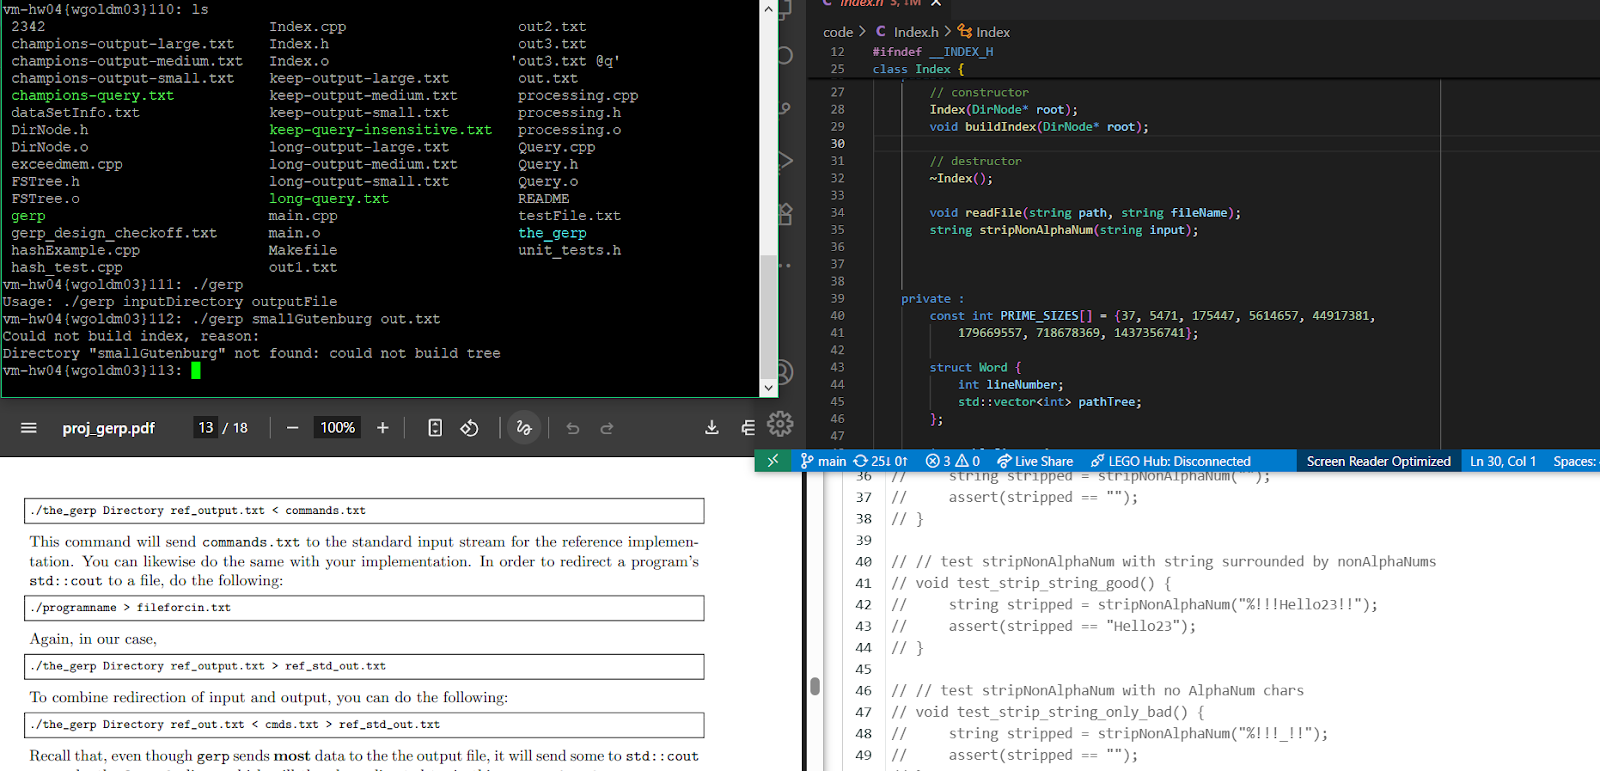 vm-hw04{wgoldm03}110: ls
2342 Index.cpp out2.txt
champions-output-large.txt Index.h out3.txt
champions-output-medium.txt Index.o 'out3.txt @q'
champions-output-small.txt keep-output-large.txt out.txt
champions-query.txt keep-output-medium.txt processing.cpp
dataSetInfo.txt keep-output-small.txt processing.h
DirNode.h keep-query-insensitive.txt processing.o
DirNode.o long-output-large.txt Query.cpp
exceedmem.cpp long-output-medium.txt Query.h
FSTree.h long-output-small.txt Query.o
FSTree.o long-query.txt README
gerp main.cpp testFile.txt
gerp_design_checkoff.txt main.o the_gerp
hashExample.cpp Makefile unit_tests.h
hash_test.cpp out1.txt
vm-hw04{wgoldm03}111: ./gerp
Usage: ./gerp inputDirectory outputFile
vm-hw04{wgoldm03}112: ./gerp smallGutenburg out.txt
Could not build index, reason:
Directory "smallGutenburg" not found: could not build tree
vm-hw04{wgoldm03}113:
Index.h 3, M
code > C Index.h > Index
12 #ifndef __INDEX_H
25 class Index {
27 // constructor
28 Index(DirNode* root);
29 void buildIndex(DirNode* root);
30
31 // destructor
32 ~Index();
33
34 void readFile(string path, string fileName);
35 string stripNonAlphaNum(string input);
36
37
38
39 private :
40 const int PRIME_SIZES[] = {37, 5471, 175447, 5614657, 44917381,
41 179669557, 718678369, 1437356741};
42
43 struct Word {
44 int lineNumber;
45 std::vector<int> pathTree;
46 };
47
main 25↓ 0↑ 3 0 Live Share LEGO Hub: Disconnected Screen Reader Optimized Ln 30, Col 1 Spaces:
proj_gerp.pdf 13 / 18 − 100% +
./the_gerp Directory ref_output.txt < commands.txt
This command will send commands.txt to the standard input stream for the reference implemen-
tation. You can likewise do the same with your implementation. In order to redirect a program's
std::cout to a file, do the following:
./programname > fileforcin.txt
Again, in our case,
./the_gerp Directory ref_output.txt > ref_std_out.txt
To combine redirection of input and output, you can do the following:
./the_gerp Directory ref_out.txt < cmds.txt > ref_std_out.txt
Recall that, even though gerp sends most data to the the output file, it will send some to std::cout
36 // string stripped = stripNonAlphaNum("");
37 // assert(stripped == "");
38 // }
39
40 // // test stripNonAlphaNum with string surrounded by nonAlphaNums
41 // void test_strip_string_good() {
42 // string stripped = stripNonAlphaNum("%!!!Hello23!!");
43 // assert(stripped == "Hello23");
44 // }
45
46 // // test stripNonAlphaNum with no AlphaNum chars
47 // void test_strip_string_only_bad() {
48 // string stripped = stripNonAlphaNum("%!!!_!!");
49 // assert(stripped == "");